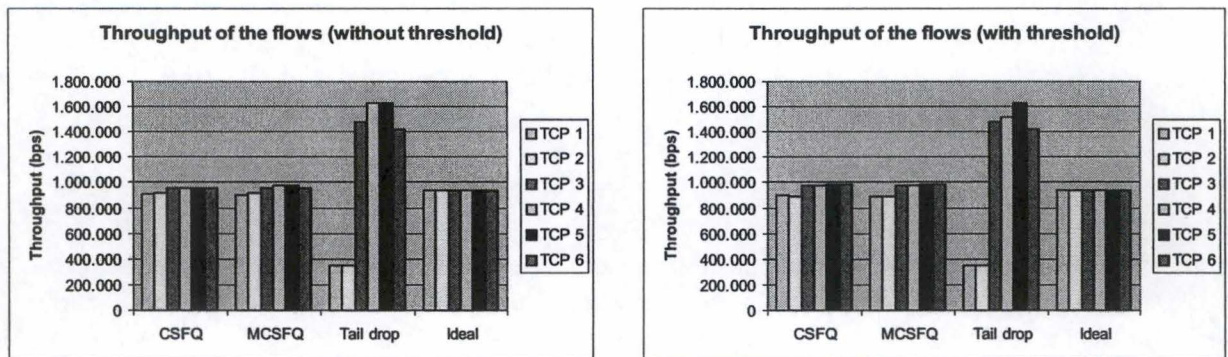 Throughput of the flows (without threshold)
Throughput (bps)
1.800.000
1.600.000
1.400.000
1.200.000
1.000.000
800.000
600.000
400.000
200.000
0
CSFQ MCSFQ Tail drop Ideal
TCP 1
TCP 2
TCP 3
TCP 4
TCP 5
TCP 6
Throughput of the flows (with threshold)
Throughput (bps)
1.800.000
1.600.000
1.400.000
1.200.000
1.000.000
800.000
600.000
400.000
200.000
0
CSFQ MCSFQ Tail drop Ideal
TCP 1
TCP 2
TCP 3
TCP 4
TCP 5
TCP 6